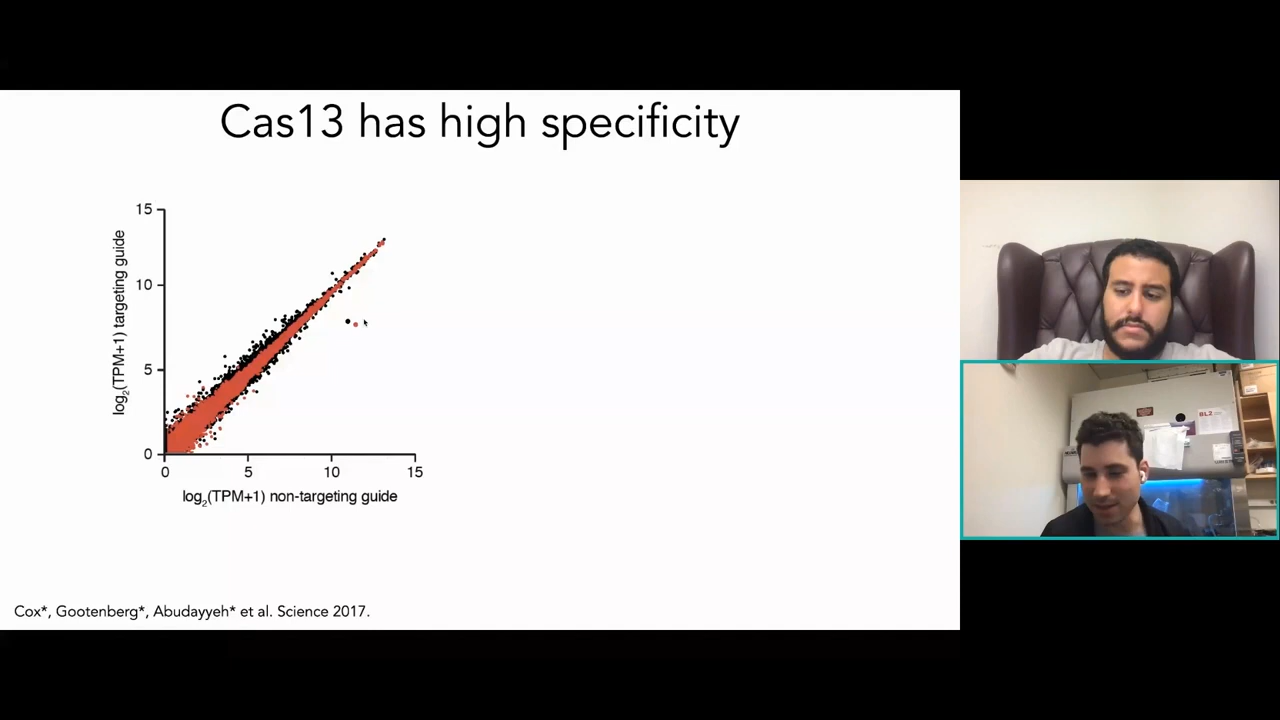 Cas13 has high specificity
15
10
5
0
log2(TPM+1) targeting guide
0 5 10 15
log2(TPM+1) non-targeting guide
Cox*, Gootenberg*, Abudayyeh* et al. Science 2017.
BL2